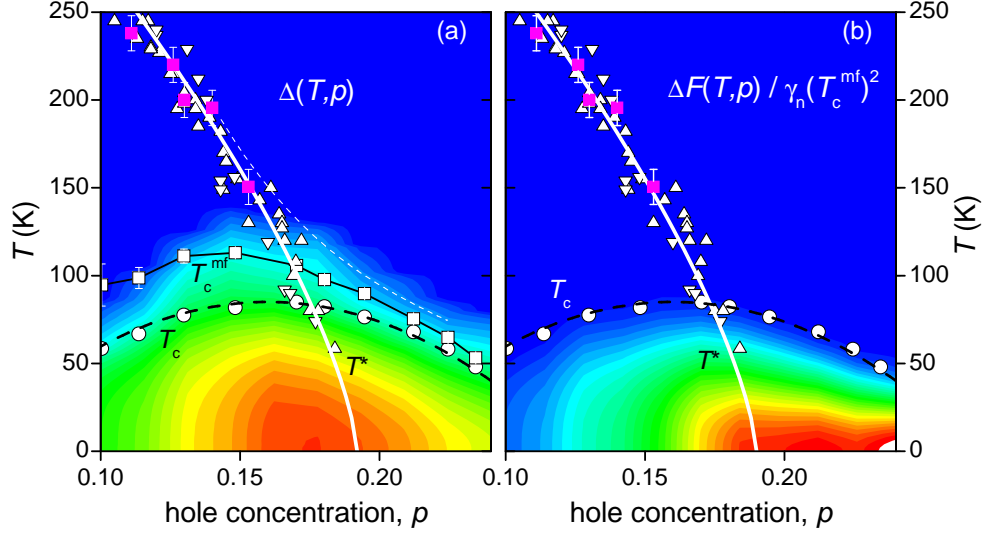 250
200
150
100
50
0
T (K)
(a)
Δ(T,p)
T_c^mf
T_c
T*
0.10
0.15
0.20
hole concentration, p
(b)
ΔF(T,p) / γ_n(T_c^mf)^2
T_c
T*
0.10
0.15
0.20
hole concentration, p
250
200
150
100
50
0
T (K)